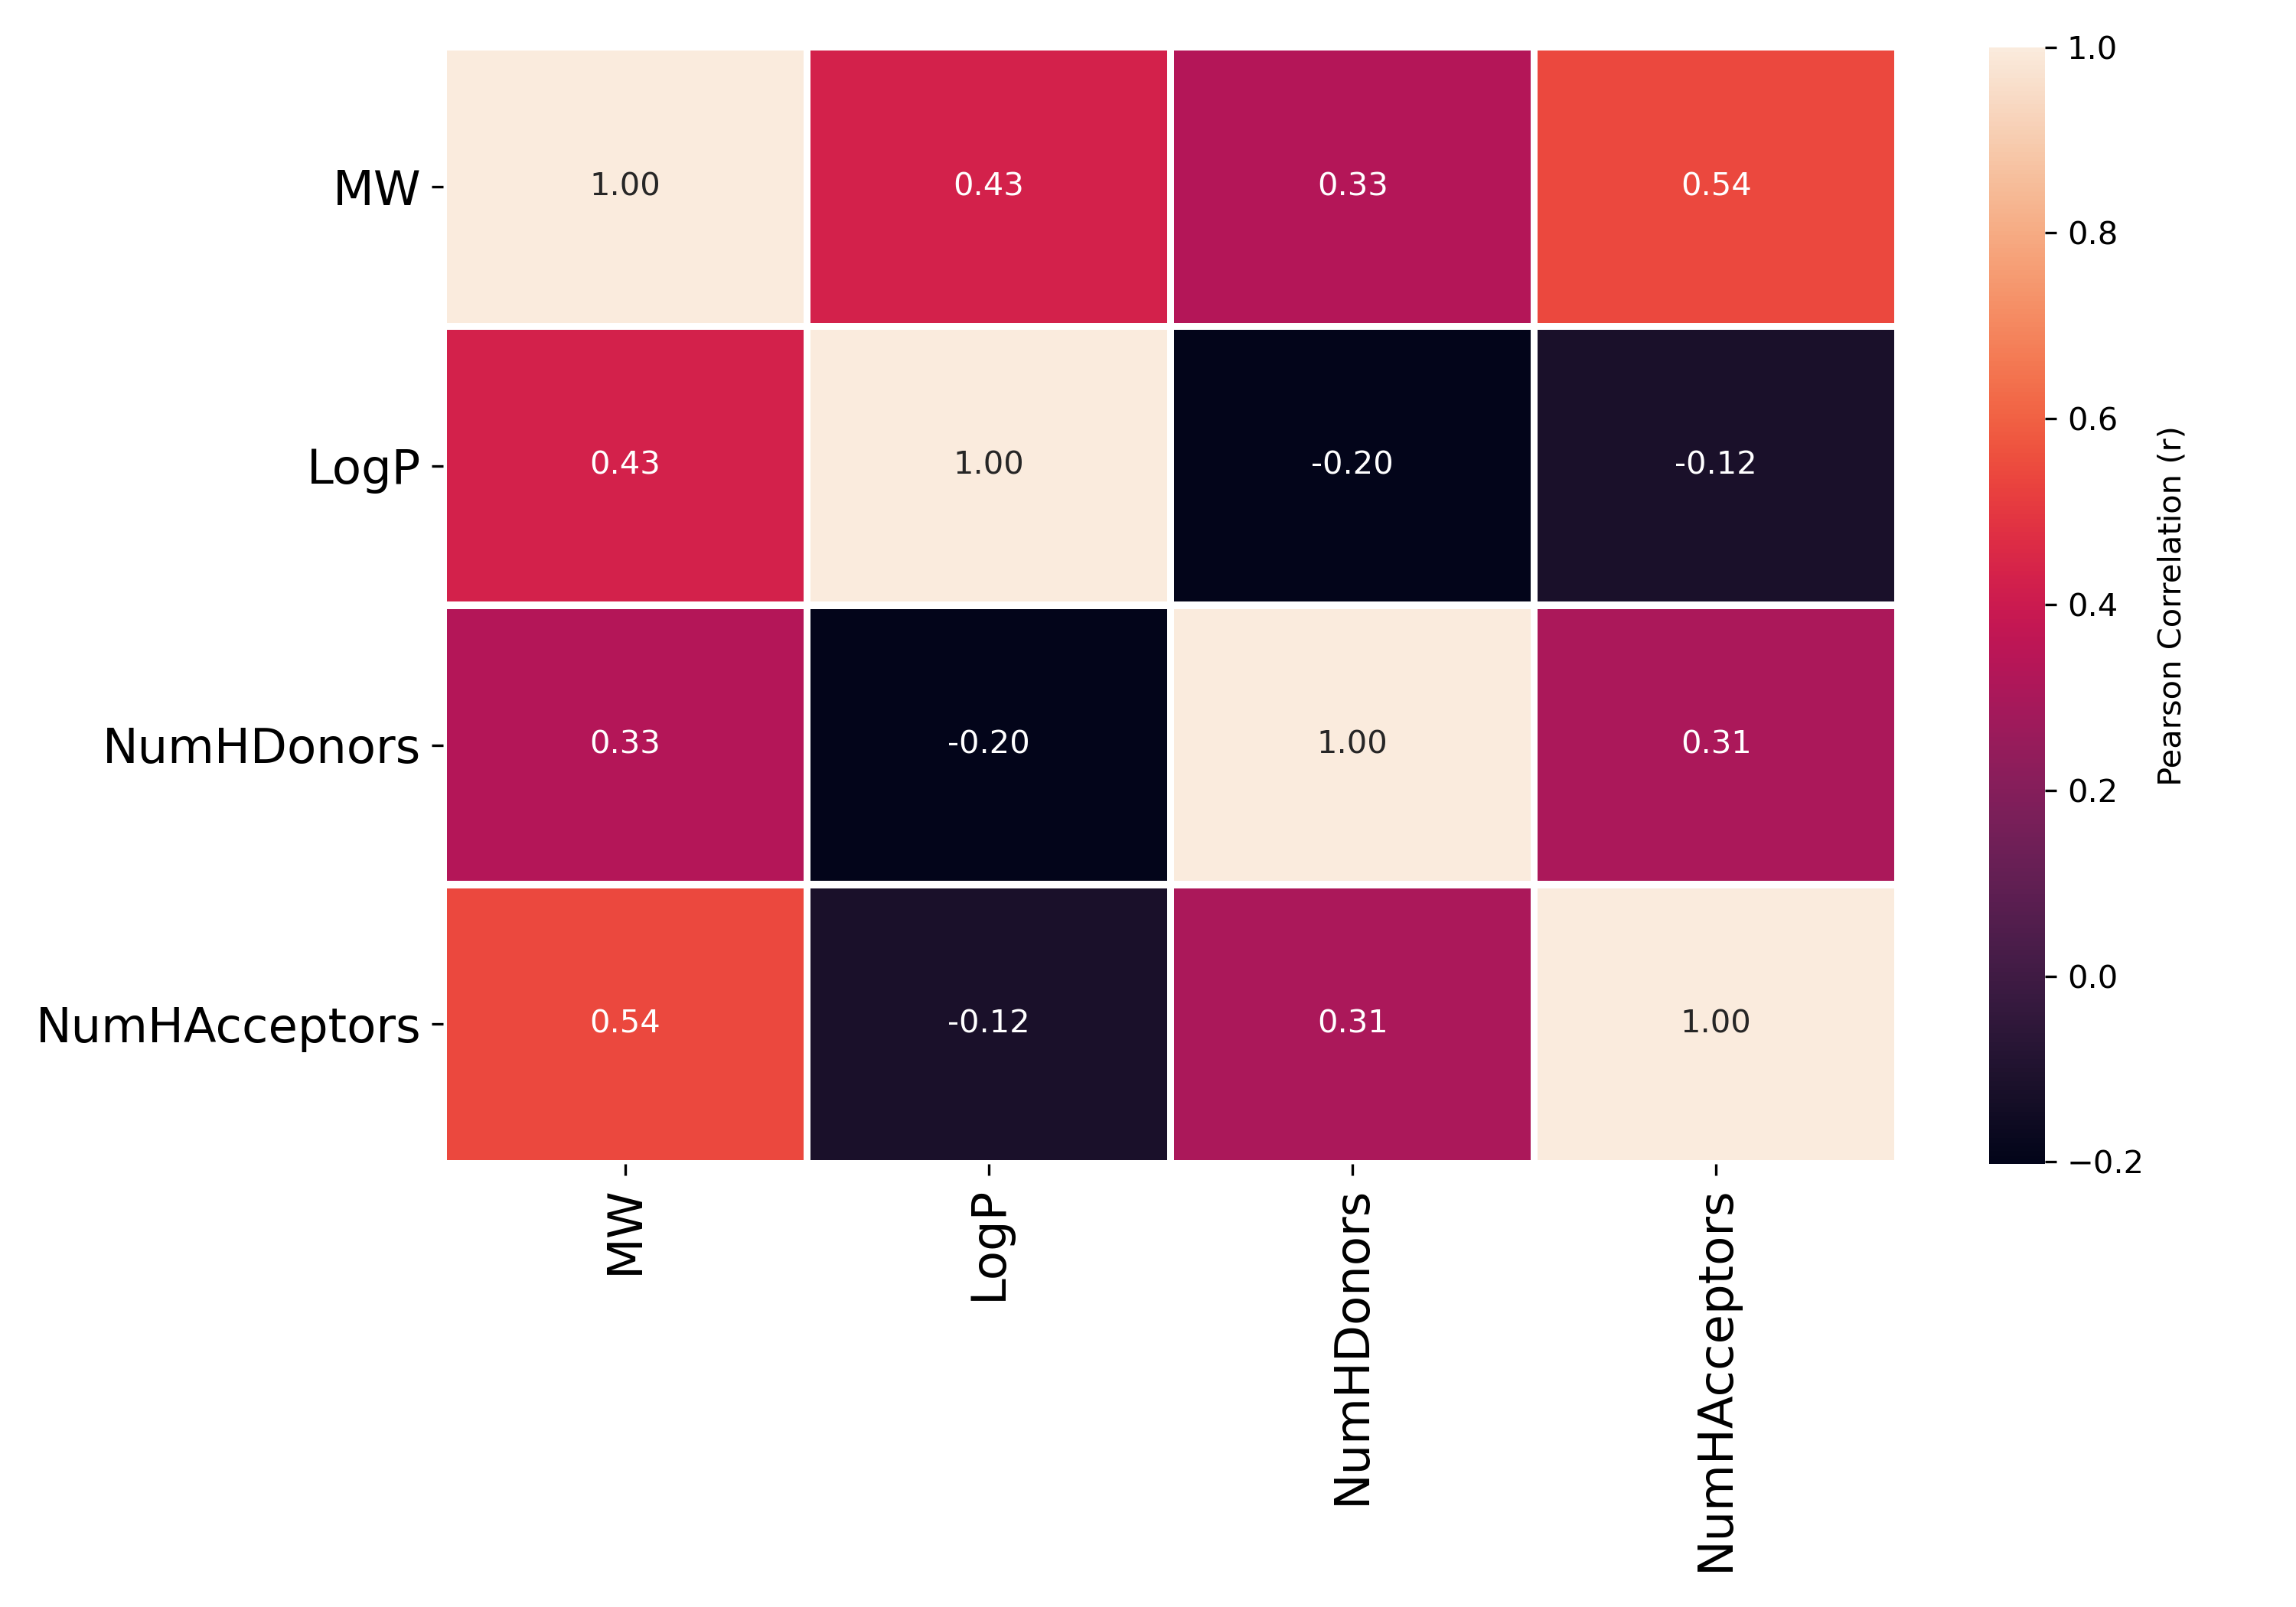 MW 1.00 0.43 0.33 0.54
LogP 0.43 1.00 -0.20 -0.12
NumHDonors 0.33 -0.20 1.00 0.31
NumHAcceptors 0.54 -0.12 0.31 1.00
MW
LogP
NumHDonors
NumHAcceptors
1.0
0.8
0.6
0.4
0.2
0.0
−0.2
Pearson Correlation (r)